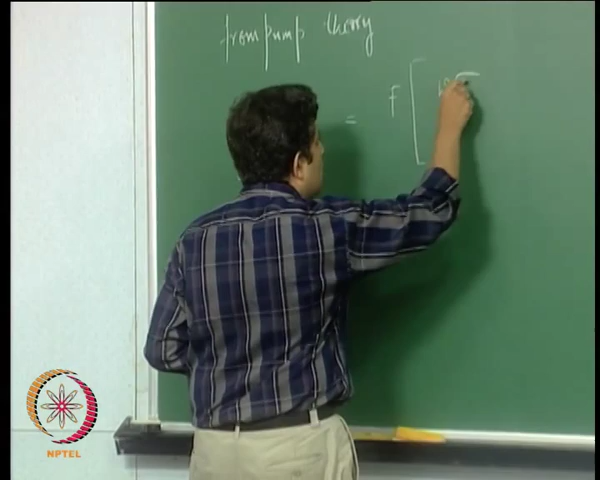 from pump theory
= f [
NPTEL